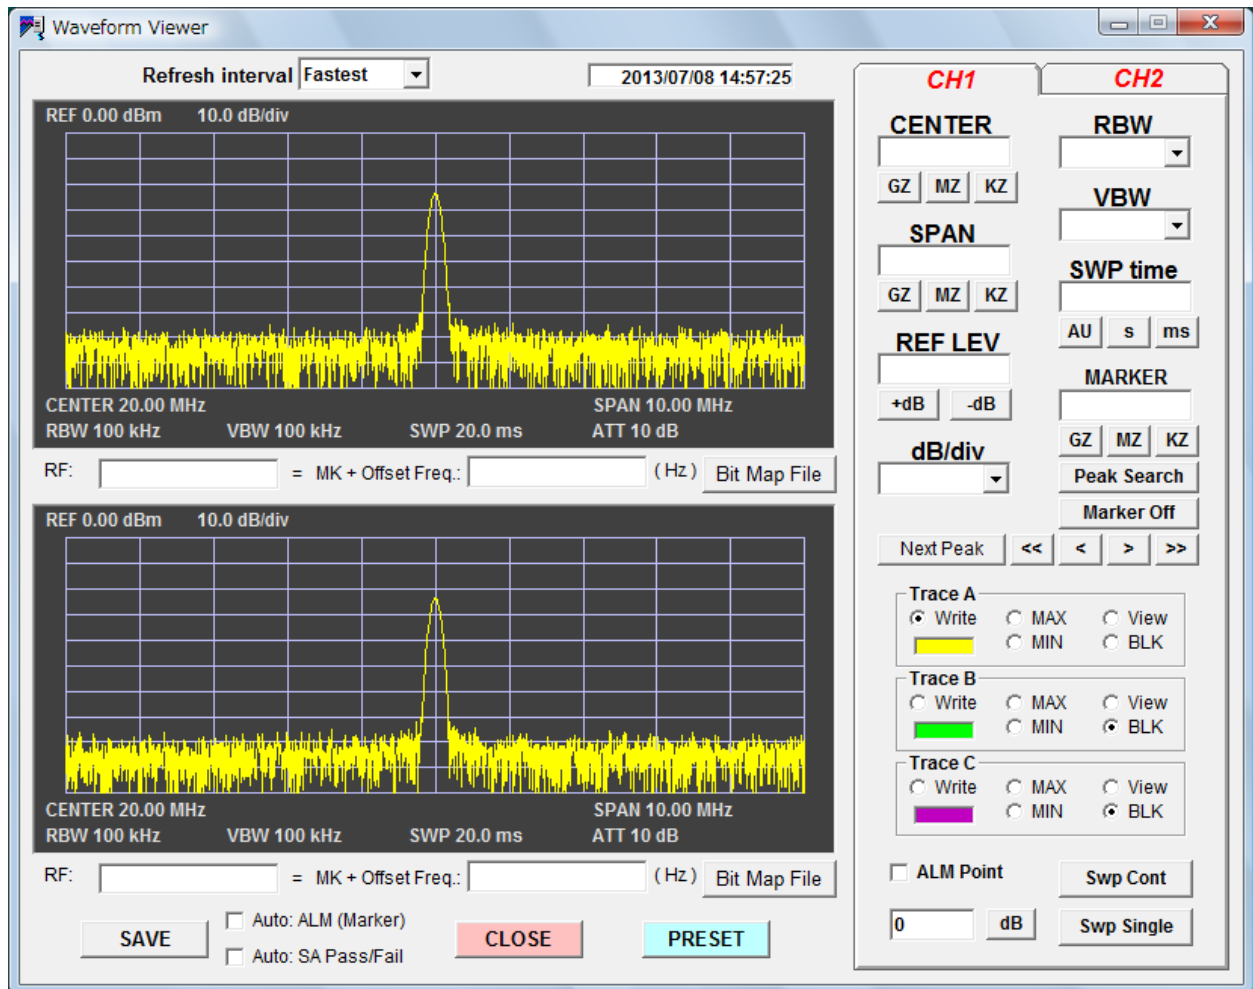 Waveform Viewer
Refresh interval Fastest
2013/07/08 14:57:25
REF 0.00 dBm 10.0 dB/div
CENTER 20.00 MHz SPAN 10.00 MHz
RBW 100 kHz VBW 100 kHz SWP 20.0 ms ATT 10 dB
RF: = MK + Offset Freq.: ( Hz ) Bit Map File
REF 0.00 dBm 10.0 dB/div
CENTER 20.00 MHz SPAN 10.00 MHz
RBW 100 kHz VBW 100 kHz SWP 20.0 ms ATT 10 dB
RF: = MK + Offset Freq.: ( Hz ) Bit Map File
SAVE
Auto: ALM (Marker)
Auto: SA Pass/Fail
CLOSE
PRESET
CH1 CH2
CENTER
GZ MZ KZ
SPAN
GZ MZ KZ
REF LEV
+dB -dB
dB/div
RBW
VBW
SWP time
AU s ms
MARKER
GZ MZ KZ
Peak Search
Marker Off
Next Peak << < > >>
Trace A
Write MAX View
MIN BLK
Trace B
Write MAX View
MIN BLK
Trace C
Write MAX View
MIN BLK
ALM Point
Swp Cont
0 dB
Swp Single